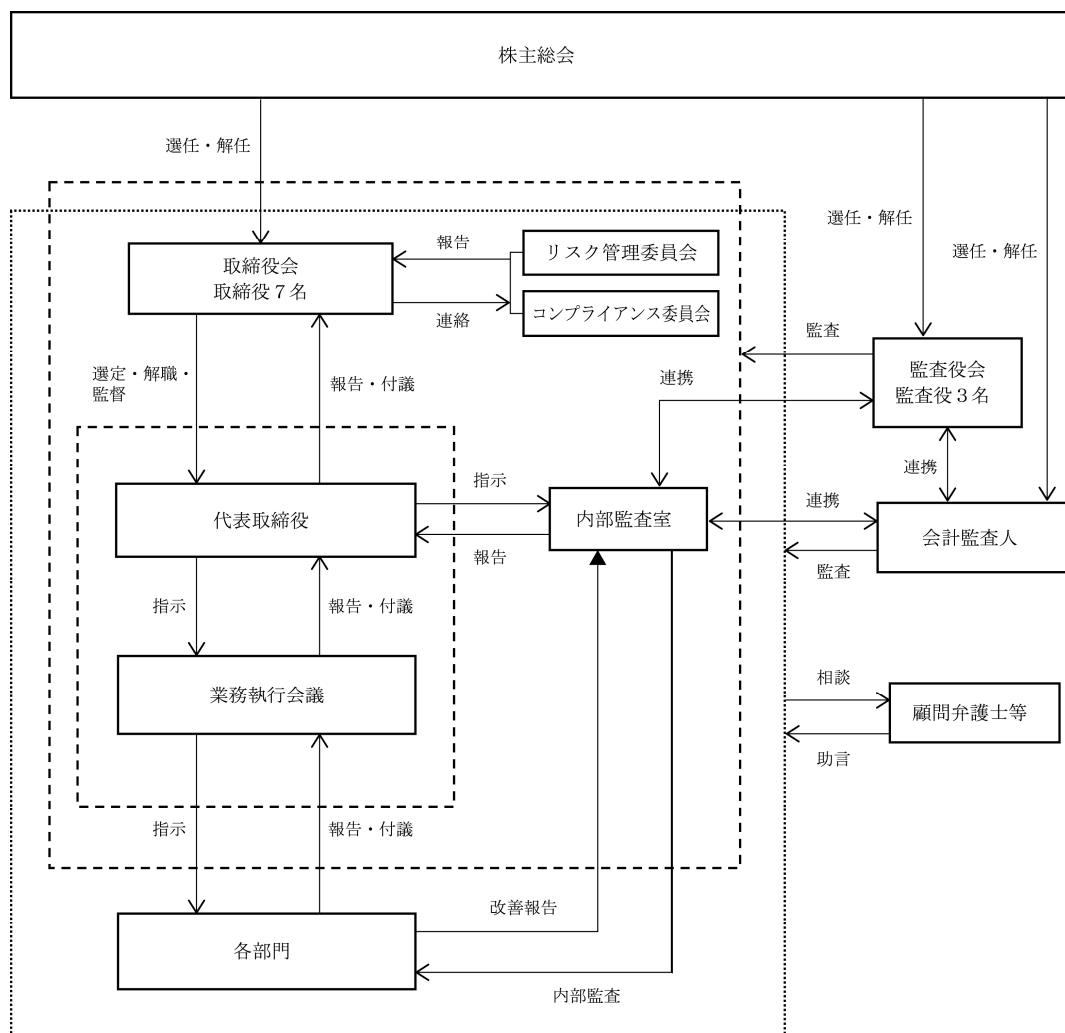 株主総会
選任・解任
選任・解任
選任・解任
取締役会
取締役7名
報告
連絡
リスク管理委員会
コンプライアンス委員会
監査
監査役会
監査役3名
選定・解職・
監督
報告・付議
連携
連携
代表取締役
指示
報告
内部監査室
連携
会計監査人
監査
指示
報告・付議
業務執行会議
相談
顧問弁護士等
助言
指示
報告・付議
各部門
改善報告
内部監査